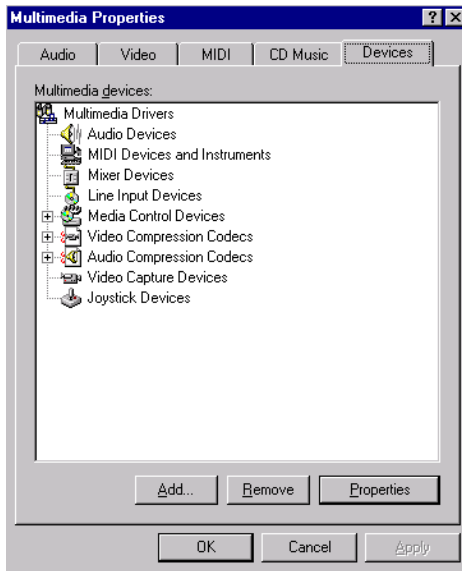 Multimedia Properties
Audio Video MIDI CD Music Devices
Multimedia devices:
Multimedia Drivers
Audio Devices
MIDI Devices and Instruments
Mixer Devices
Line Input Devices
Media Control Devices
Video Compression Codecs
Audio Compression Codecs
Video Capture Devices
Joystick Devices
Add... Remove Properties
OK Cancel Apply